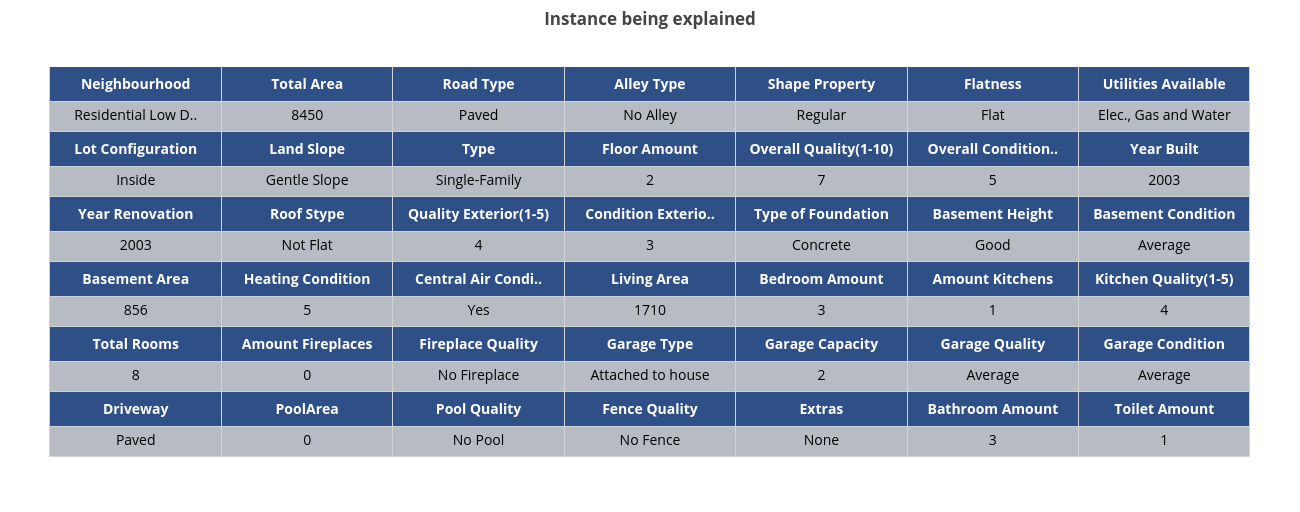 Instance being explained
Neighbourhood Total Area Road Type Alley Type Shape Property Flatness Utilities Available
Residential Low D.. 8450 Paved No Alley Regular Flat Elec., Gas and Water
Lot Configuration Land Slope Type Floor Amount Overall Quality(1-10) Overall Condition.. Year Built
Inside Gentle Slope Single-Family 2 7 5 2003
Year Renovation Roof Stype Quality Exterior(1-5) Condition Exterio.. Type of Foundation Basement Height Basement Condition
2003 Not Flat 4 3 Concrete Good Average
Basement Area Heating Condition Central Air Condi.. Living Area Bedroom Amount Amount Kitchens Kitchen Quality(1-5)
856 5 Yes 1710 3 1 4
Total Rooms Amount Fireplaces Fireplace Quality Garage Type Garage Capacity Garage Quality Garage Condition
8 0 No Fireplace Attached to house 2 Average Average
Driveway PoolArea Pool Quality Fence Quality Extras Bathroom Amount Toilet Amount
Paved 0 No Pool No Fence None 3 1